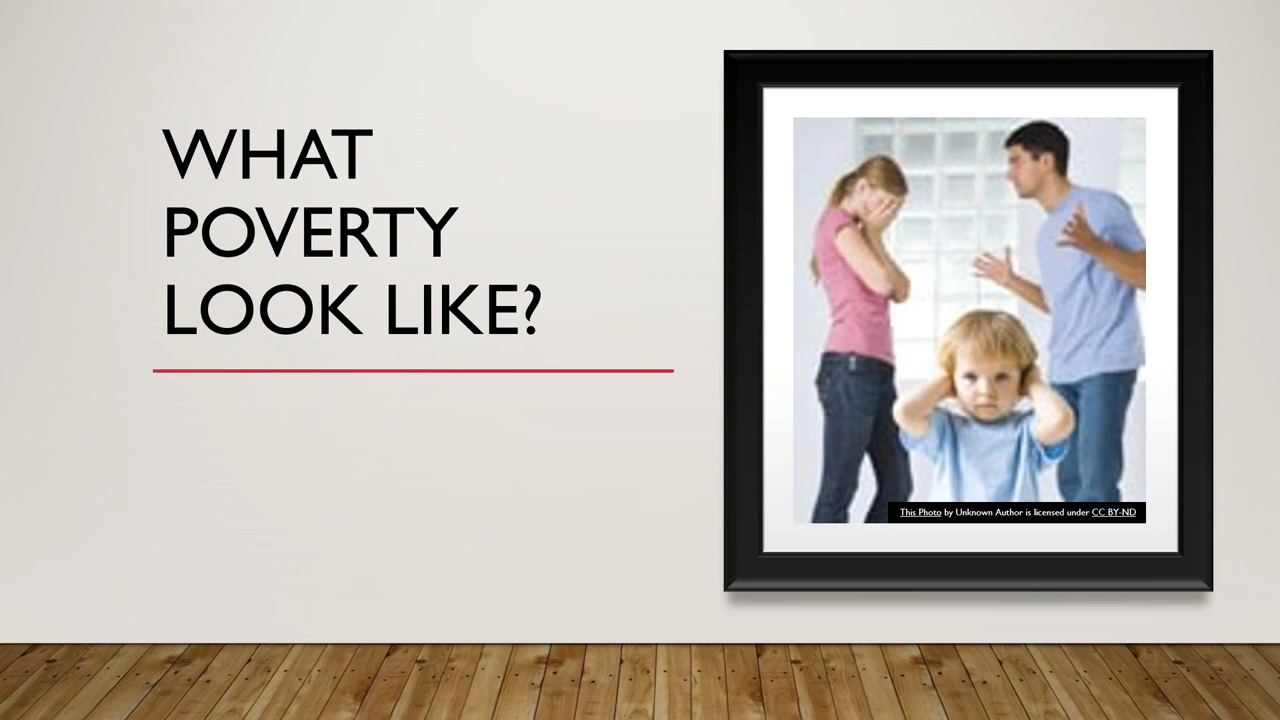 WHAT
POVERTY
LOOK LIKE?
This Photo by Unknown Author is licensed under CC BY-ND